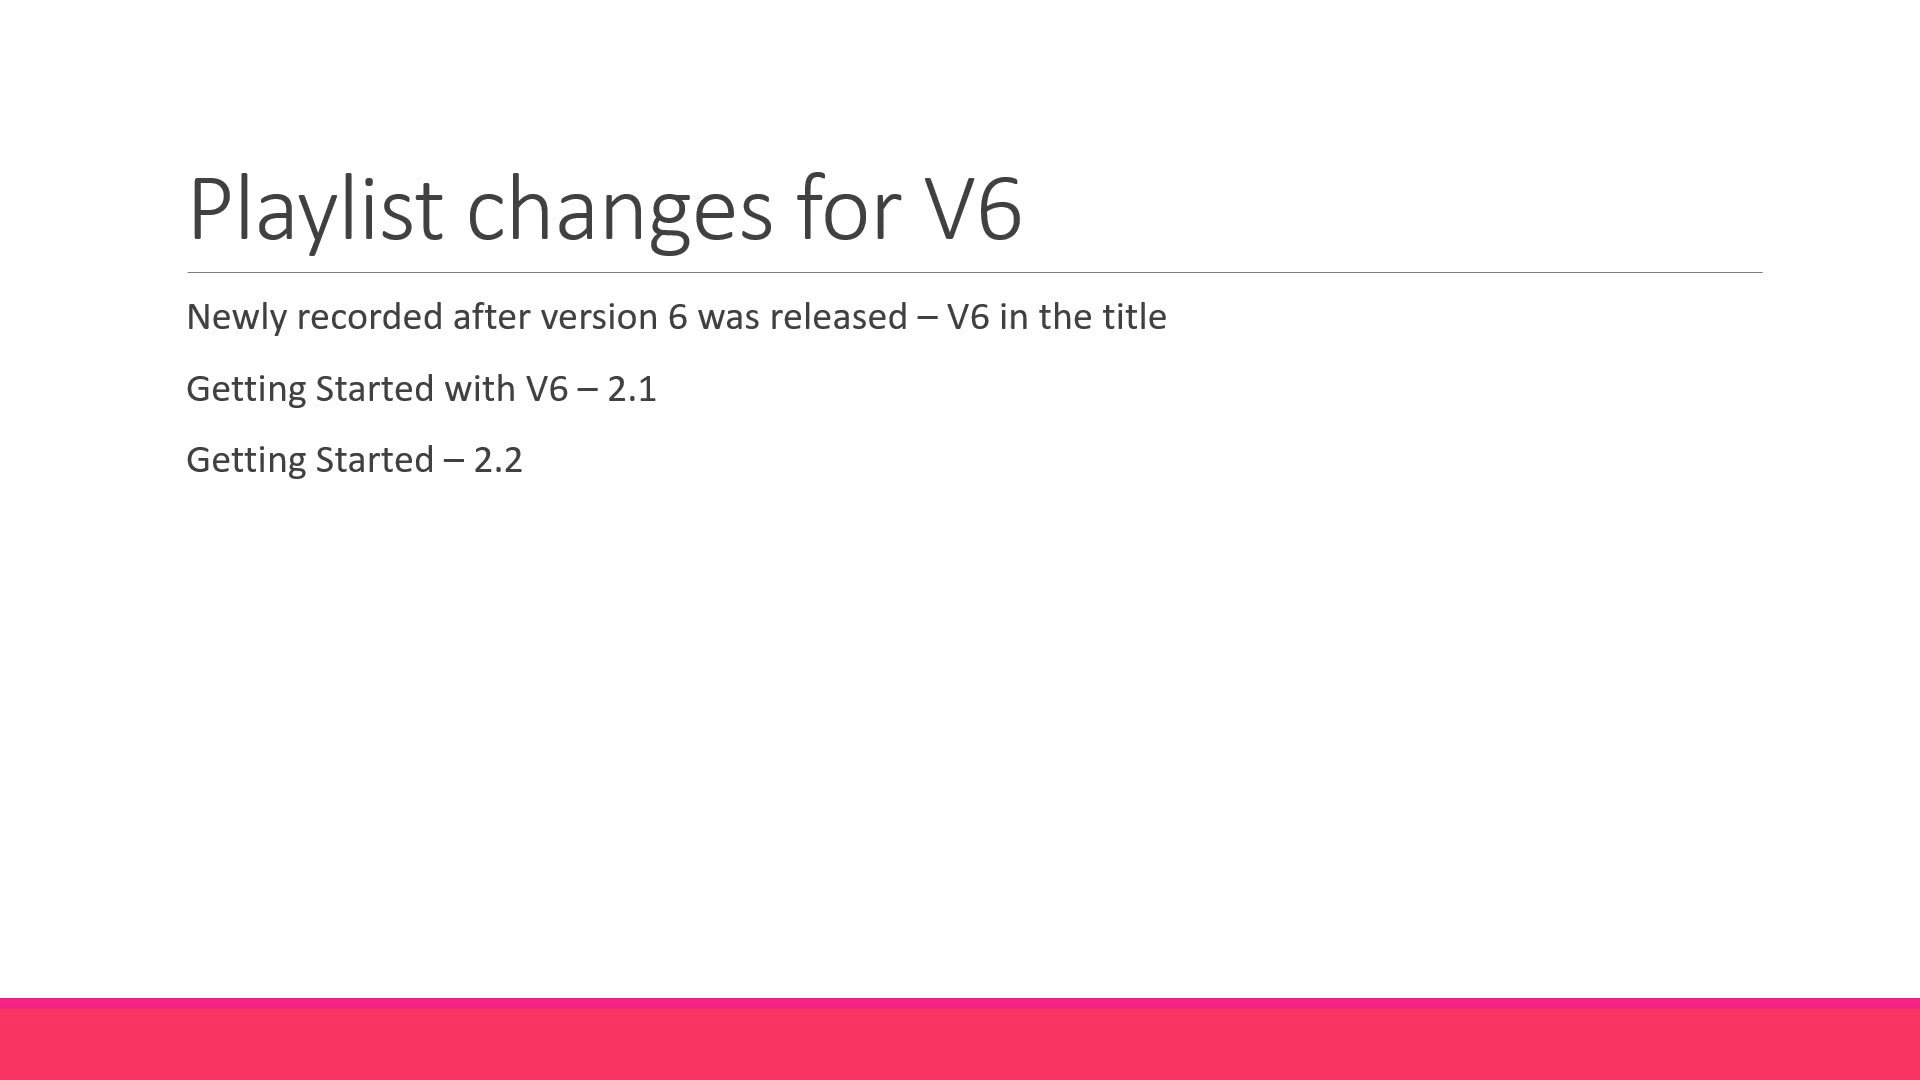 Playlist changes for V6
Newly recorded after version 6 was released – V6 in the title
Getting Started with V6 – 2.1
Getting Started – 2.2